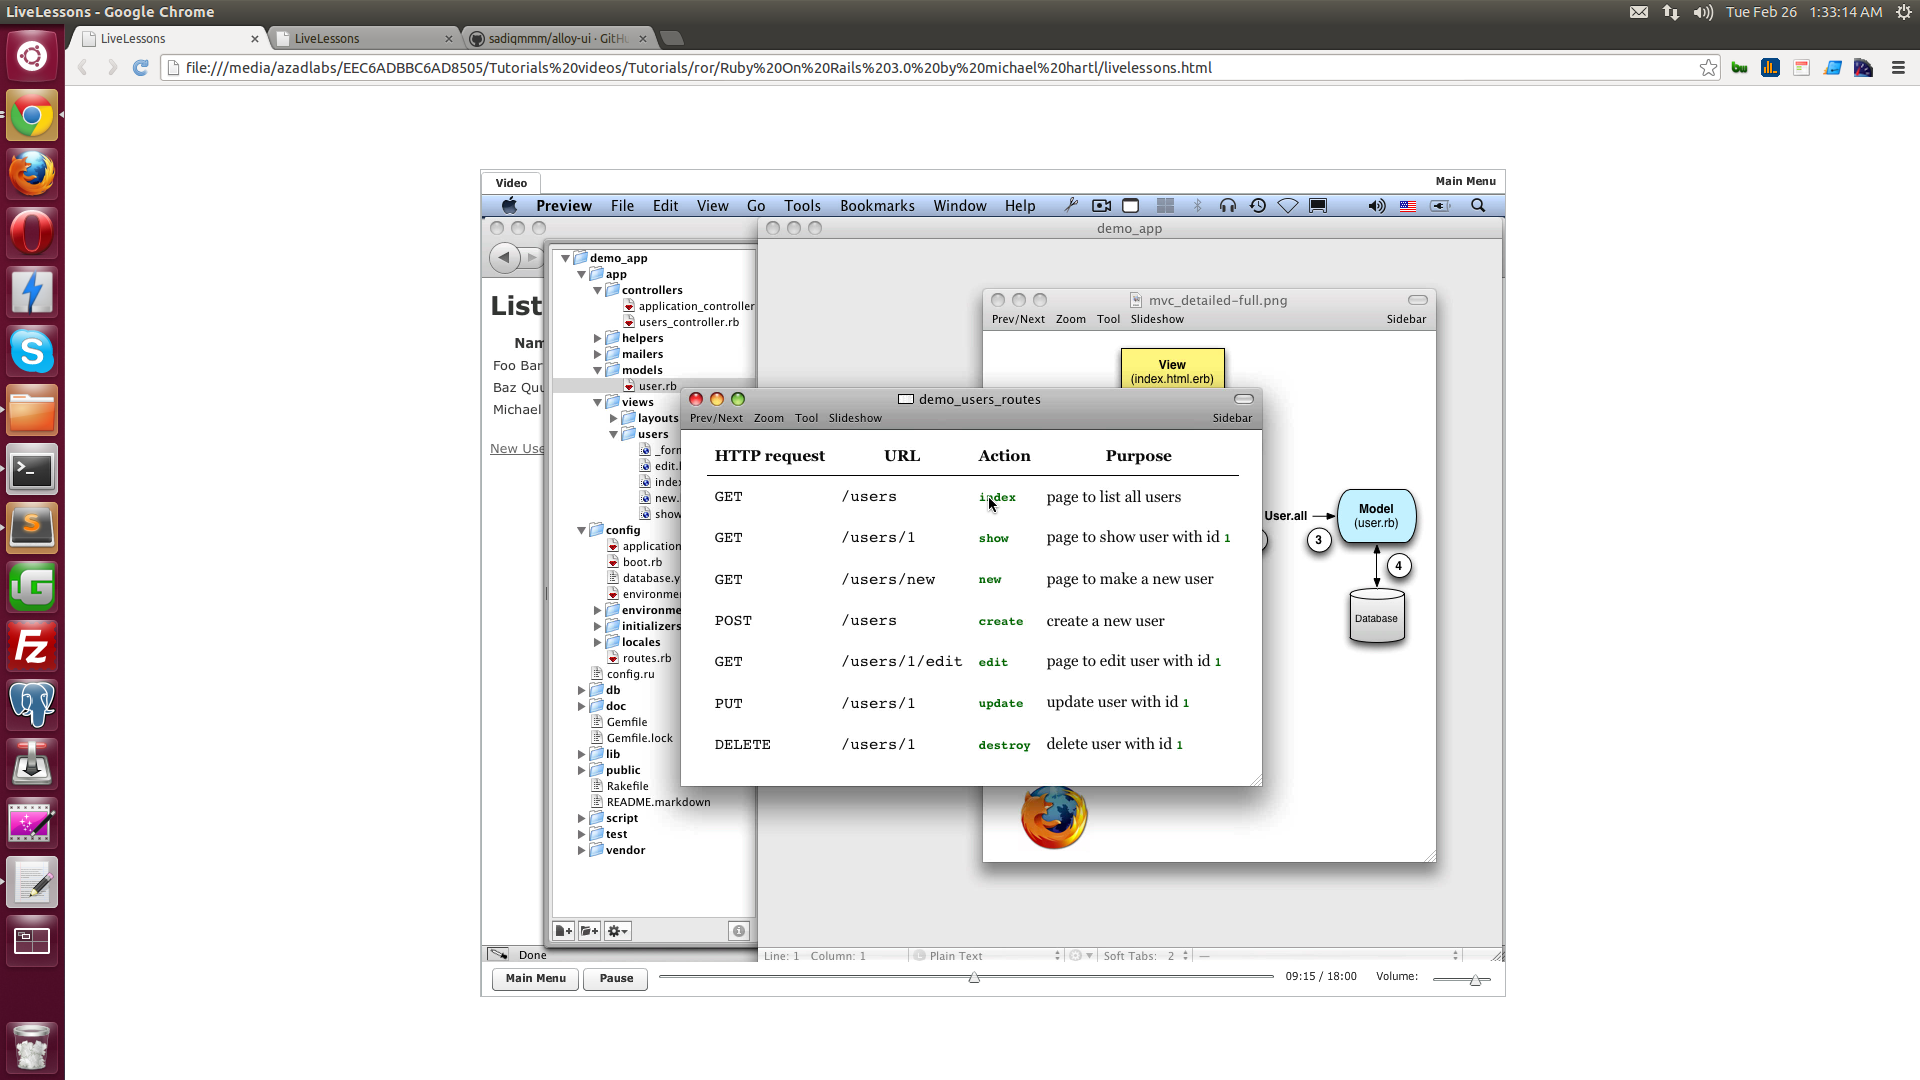 LiveLessons - Google Chrome
Tue Feb 26 1:33:14 AM
LiveLessons
LiveLessons
sadiqmmm/alloy-ui · GitHu
file:///media/azadlabs/EEC6ADBBC6AD8505/Tutorials%20videos/Tutorials/ror/Ruby%20On%20Rails%203.0%20by%20michael%20hartl/livelessons.html
Video
Main Menu
Preview File Edit View Go Tools Bookmarks Window Help
demo_app
List
Nam
Foo Bar
Baz Quu
Michael
New Use
demo_app
app
controllers
application_controller
users_controller.rb
helpers
mailers
models
user.rb
views
layouts
users
_forn
edit.l
index
new.
show
config
application
boot.rb
database.y
environme
environme
initializers
locales
routes.rb
config.ru
db
doc
Gemfile
Gemfile.lock
lib
public
Rakefile
README.markdown
script
test
vendor
mvc_detailed-full.png
Prev/Next Zoom Tool Slideshow
Sidebar
View
(index.html.erb)
User.all
3
Model
(user.rb)
4
Database
demo_users_routes
Prev/Next Zoom Tool Slideshow
Sidebar
HTTP request URL Action Purpose
GET /users index page to list all users
GET /users/1 show page to show user with id 1
GET /users/new new page to make a new user
POST /users create create a new user
GET /users/1/edit edit page to edit user with id 1
PUT /users/1 update update user with id 1
DELETE /users/1 destroy delete user with id 1
Done
Line: 1 Column: 1
Plain Text
Soft Tabs: 2
Main Menu
Pause
09:15 / 18:00
Volume: